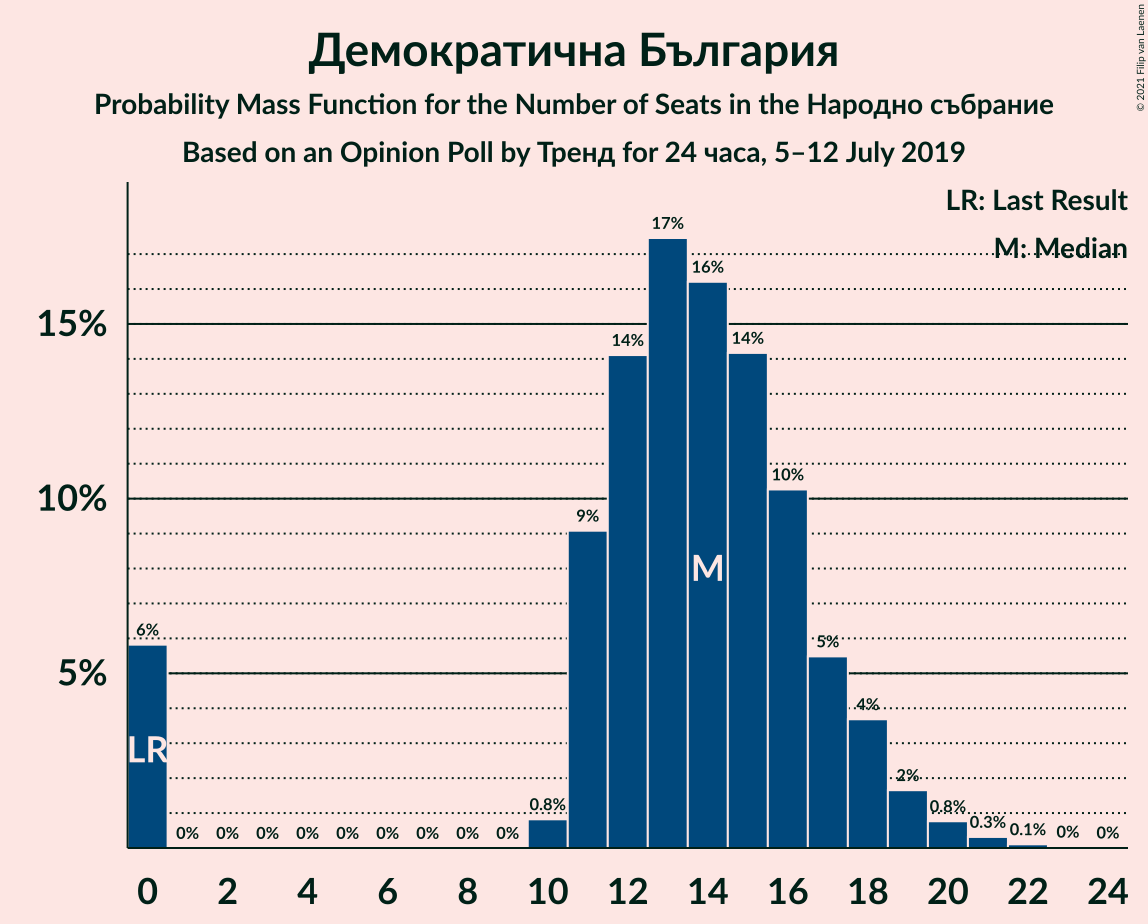 Демократична България
Probability Mass Function for the Number of Seats in the Народно събрание
Based on an Opinion Poll by Тренд for 24 часа, 5–12 July 2019
© 2021 Filip van Laenen
LR: Last Result
M: Median
17%
16%
15%
14%
14%
10%
10%
9%
M
6%
5%
5%
4%
LR
2%
0.8%
0.8%
0.3%
0.1%
0% 0% 0% 0% 0% 0% 0% 0% 0% 0% 0%
0 2 4 6 8 10 12 14 16 18 20 22 24